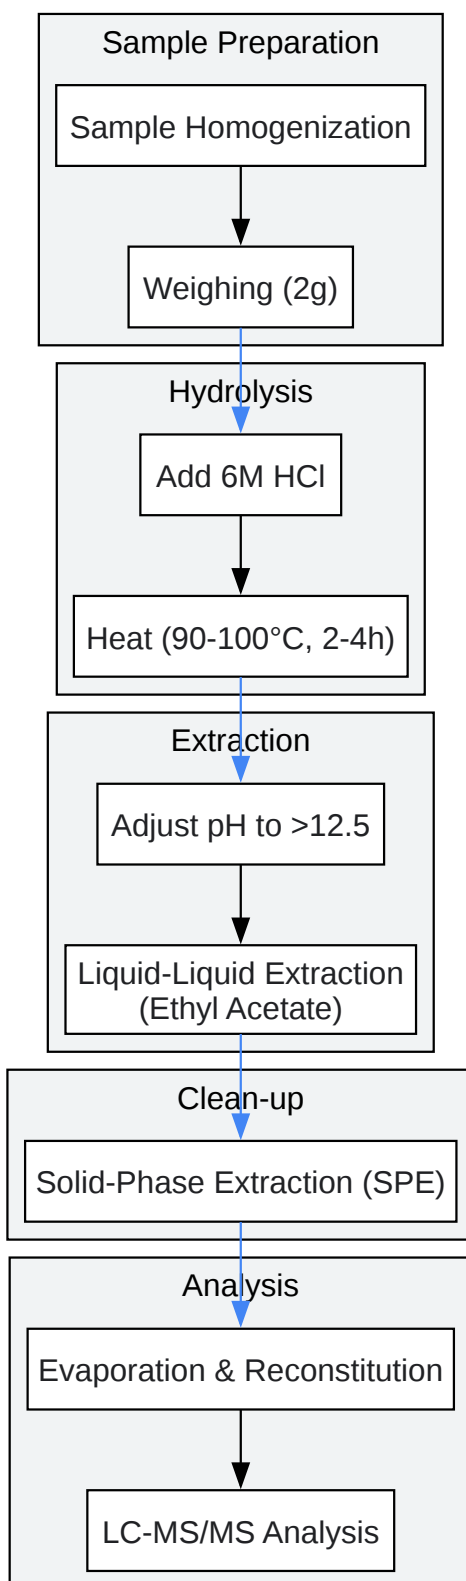 Sample Preparation
Sample Homogenization
Weighing (2g)
Hydrolysis
Add 6M HCl
Heat (90-100°C, 2-4h)
Extraction
Adjust pH to >12.5
Liquid-Liquid Extraction
(Ethyl Acetate)
Clean-up
Solid-Phase Extraction (SPE)
Analysis
Evaporation & Reconstitution
LC-MS/MS Analysis